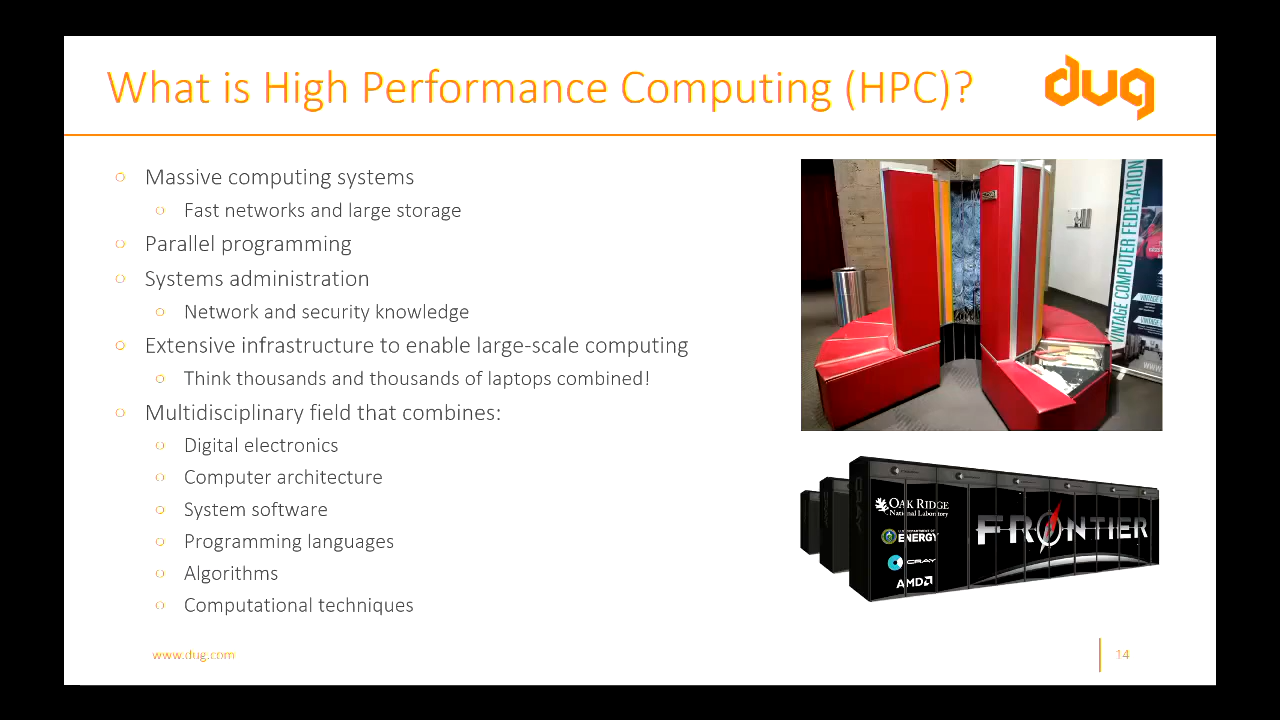 What is High Performance Computing (HPC)?
dug
Massive computing systems
Fast networks and large storage
Parallel programming
Systems administration
Network and security knowledge
Extensive infrastructure to enable large-scale computing
Think thousands and thousands of laptops combined!
Multidisciplinary field that combines:
Digital electronics
Computer architecture
System software
Programming languages
Algorithms
Computational techniques
VINTAGE COMPUTER FEDERATION
OAK RIDGE
National Laboratory
ENERGY
CRAY
AMD
FRONTIER
www.dug.com
14